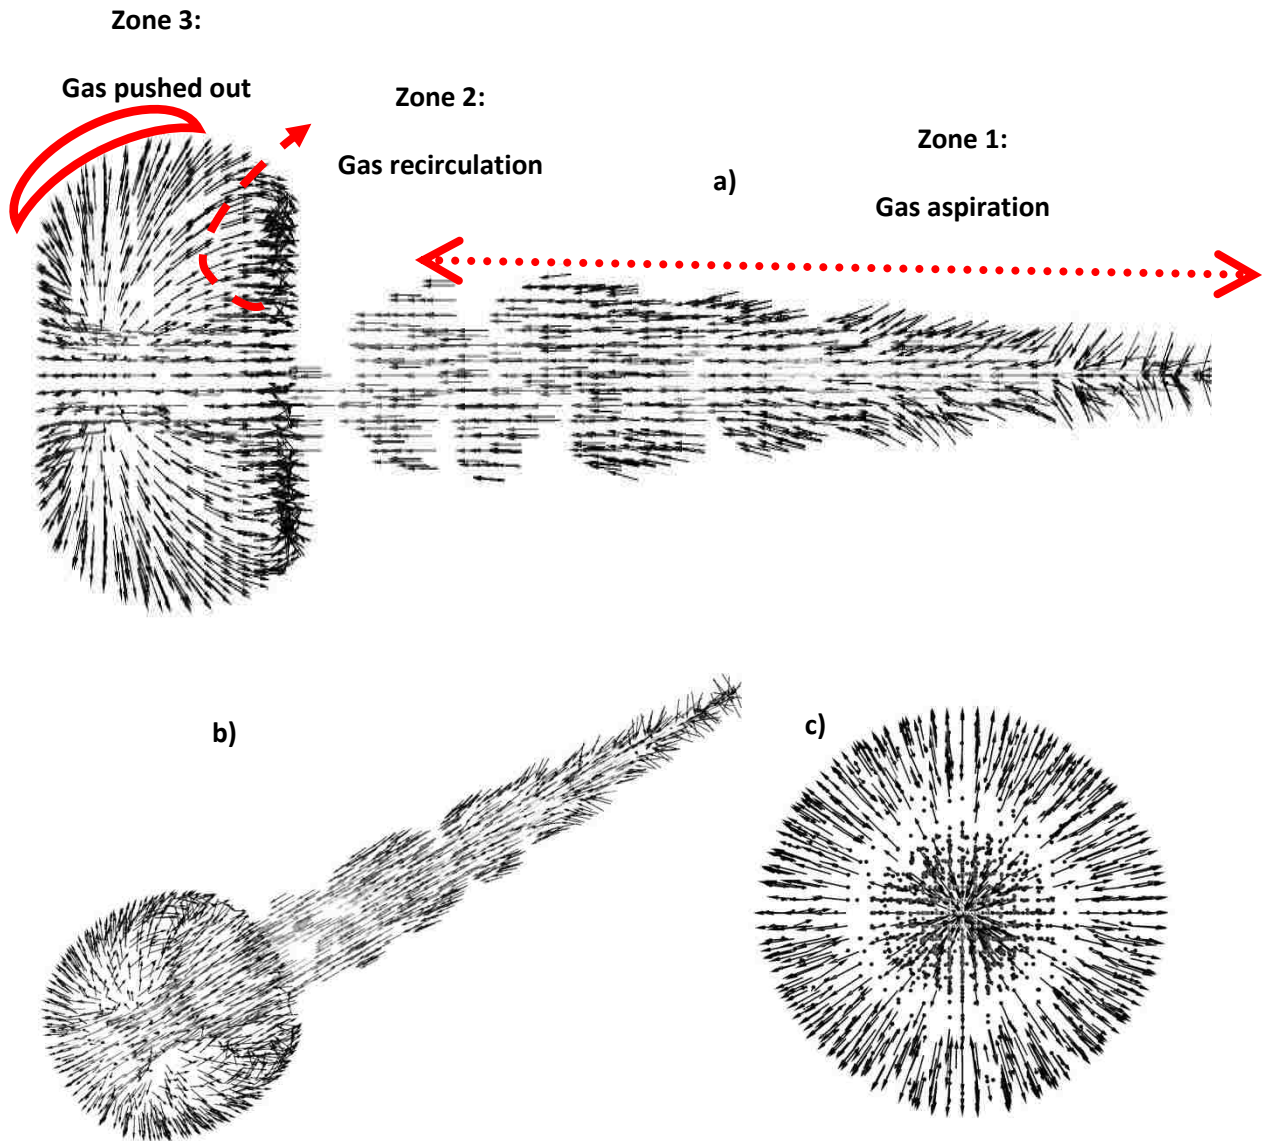 Zone 3:
Gas pushed out
Zone 2:
Gas recirculation
a)
Zone 1:
Gas aspiration
b)
c)